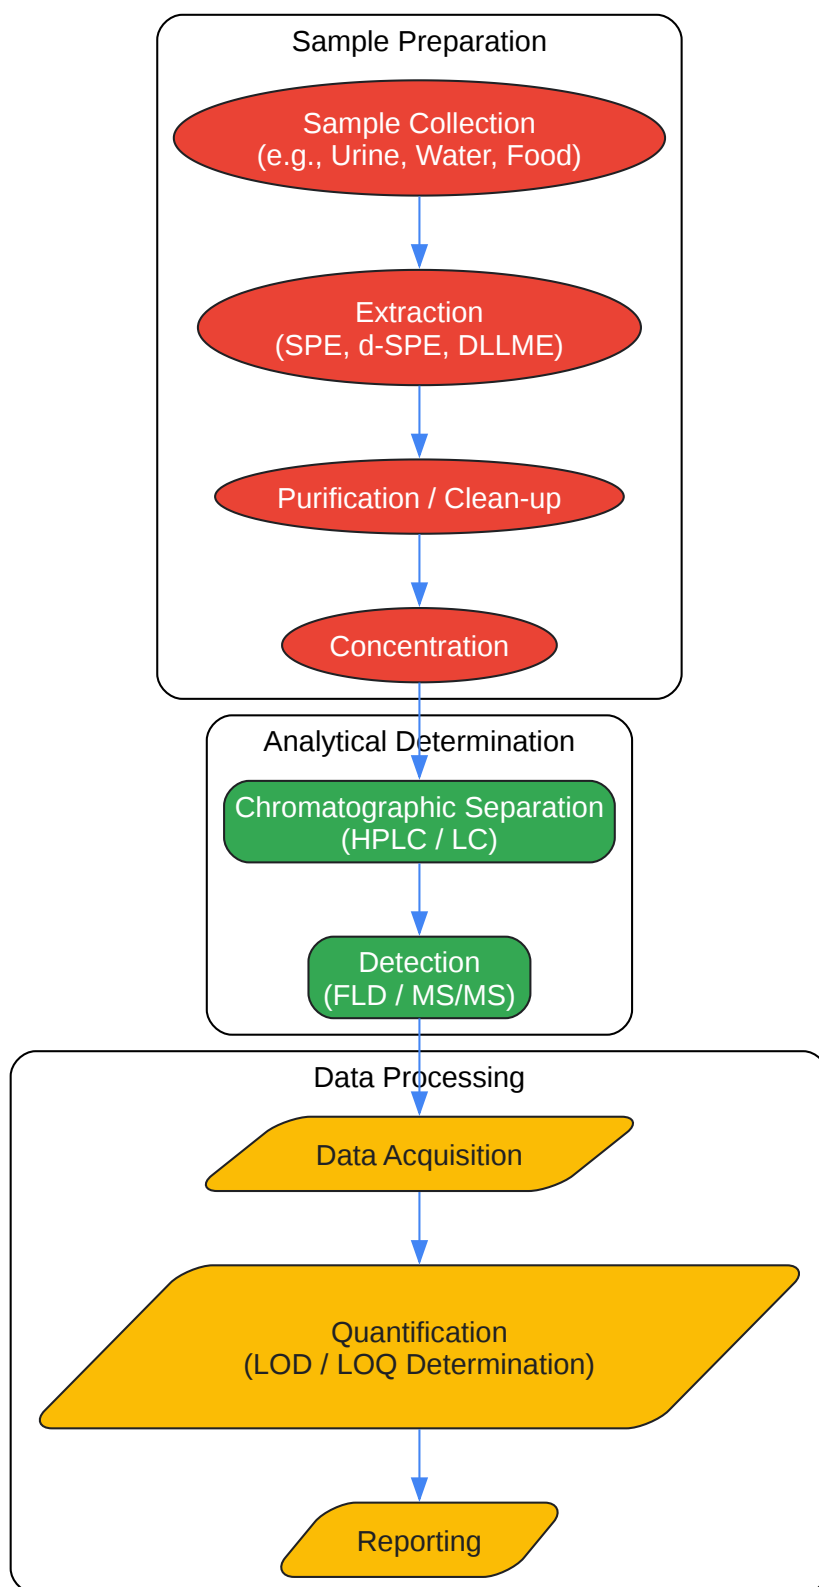 Sample Preparation
Sample Collection
(e.g., Urine, Water, Food)
Extraction
(SPE, d-SPE, DLLME)
Purification / Clean-up
Concentration
Analytical Determination
Chromatographic Separation
(HPLC / LC)
Detection
(FLD / MS/MS)
Data Processing
Data Acquisition
Quantification
(LOD / LOQ Determination)
Reporting